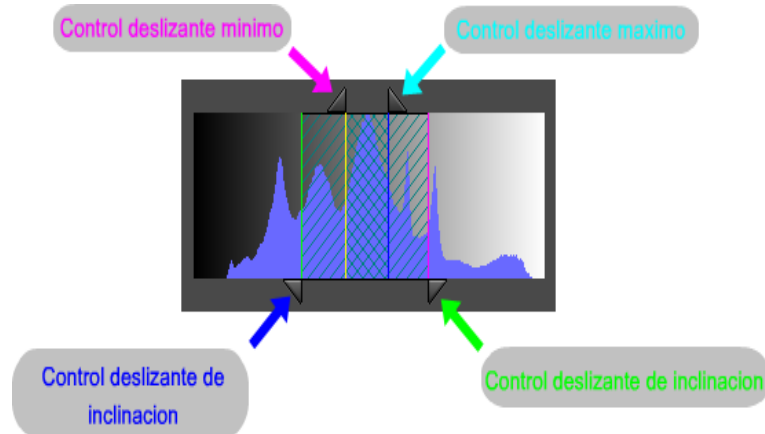 Control deslizante minimo
Control deslizante maximo
Control deslizante de
inclinacion
Control deslizante de inclinacion